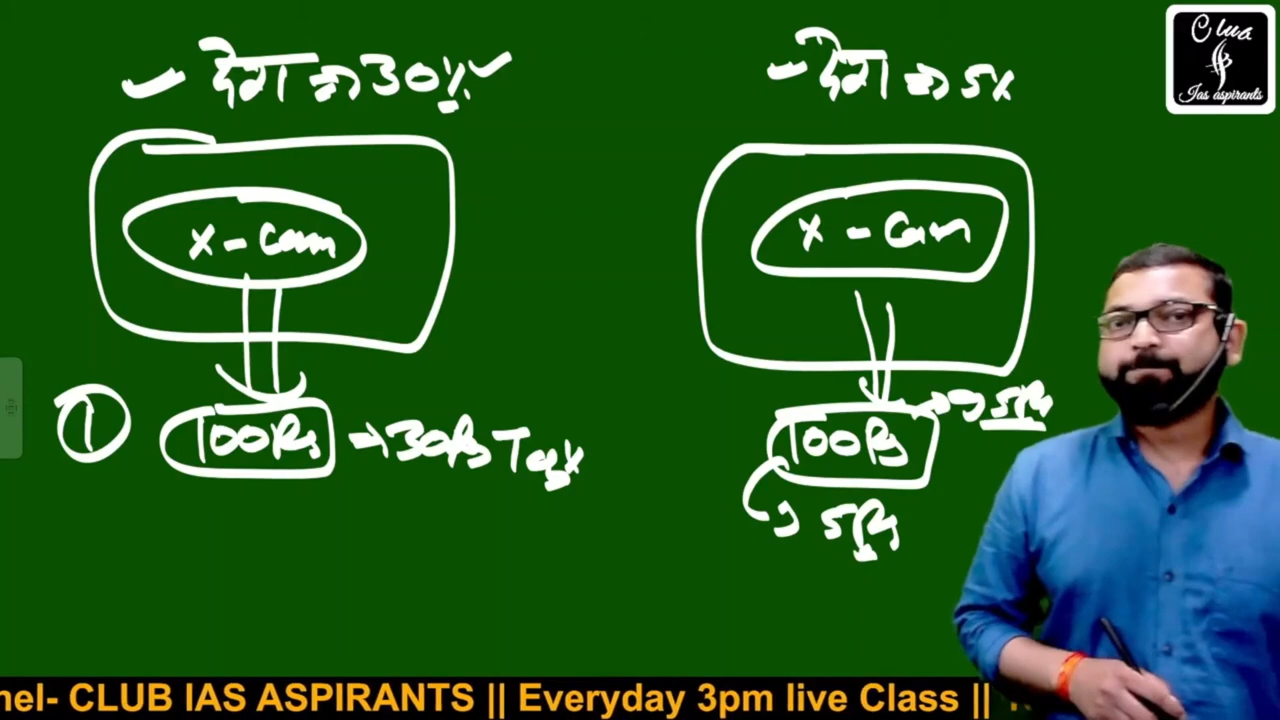 देश ⇒ 30%
x - com
① 100Rs → 30Rs Tax
देश ⇒ 5%
x - com
100Rs → 5Rs
→ 5Rs
Club
Ias aspirants
nel- CLUB IAS ASPIRANTS || Everyday 3pm live Class ||